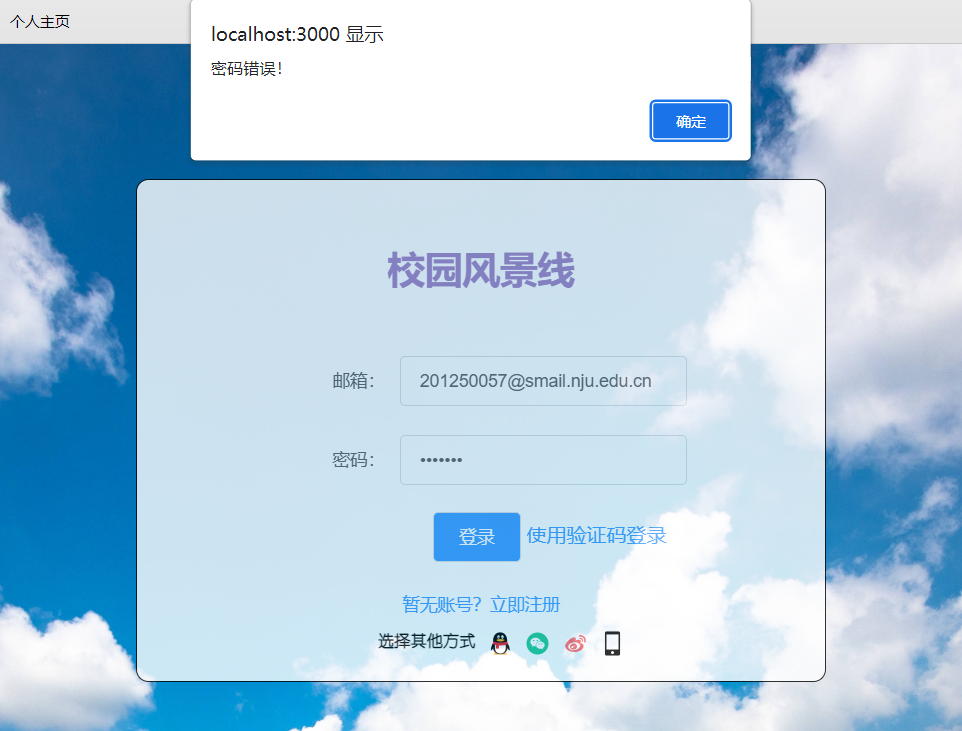 个人主页
localhost:3000 显示
密码错误！
确定
校园风景线
邮箱：
201250057@smail.nju.edu.cn
密码：
•••••••
登录 使用验证码登录
暂无账号？立即注册
选择其他方式